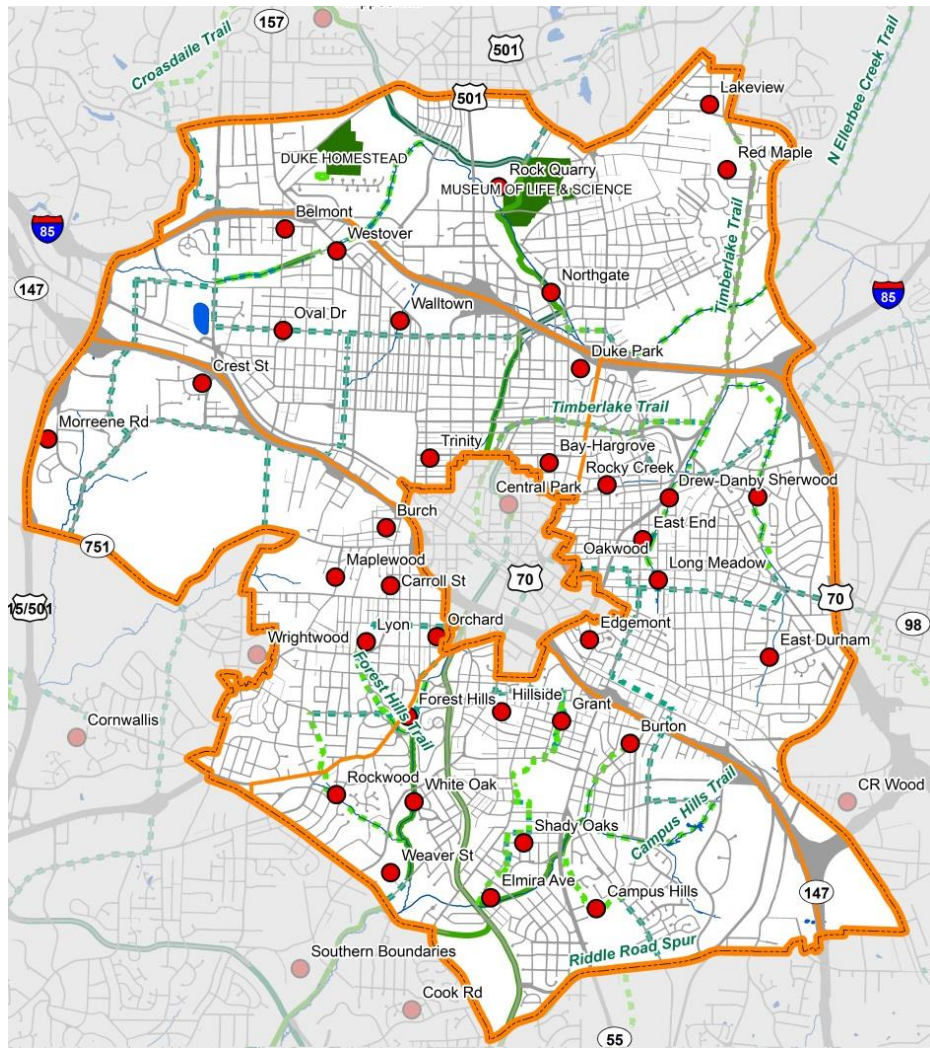 157
501
Croasdaile Trail
501
Lakeview
N Ellerbee Creek Trail
Red Maple
DUKE HOMESTEAD
Rock Quarry
MUSEUM OF LIFE & SCIENCE
Belmont
85
Westover
Timberlake Trail
147
Northgate
85
Oval Dr
Walltown
Duke Park
Crest St
Timberlake Trail
Morreene Rd
Trinity
Bay-Hargrove
Rocky Creek
Central Park
Drew-Danby
Sherwood
Burch
East End
751
Oakwood
Maplewood
Long Meadow
Carroll St
70
15/501
70
98
Orchard
Edgemont
Lyon
Wrightwood
East Durham
Forest Hills Trail
Forest Hills
Hillside
Grant
Cornwallis
Burton
Rockwood
White Oak
CR Wood
Campus Hills Trail
Shady Oaks
Weaver St
Elmira Ave
Campus Hills
147
Southern Boundaries
Riddle Road Spur
Cook Rd
55